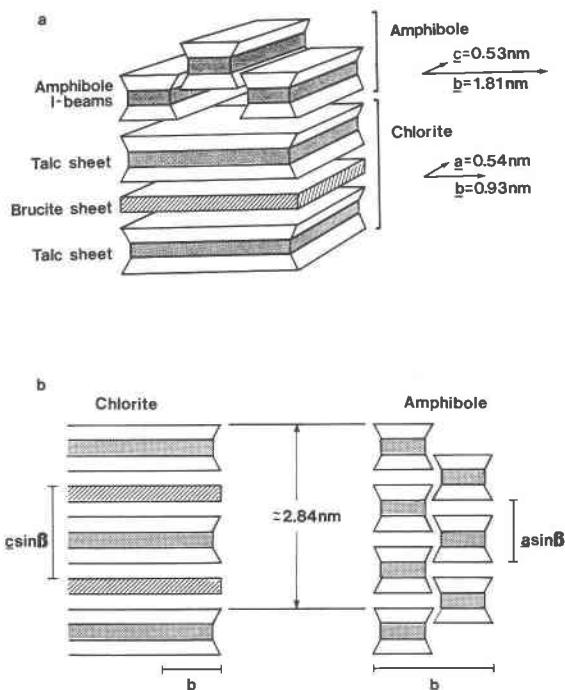 a
Amphibole
c=0.53nm
b=1.81nm
Amphibole
I-beams
Chlorite
Talc sheet
a=0.54nm
b=0.93nm
Brucite sheet
Talc sheet
b
Chlorite
Amphibole
≈2.84nm
csinβ
asinβ
b
b